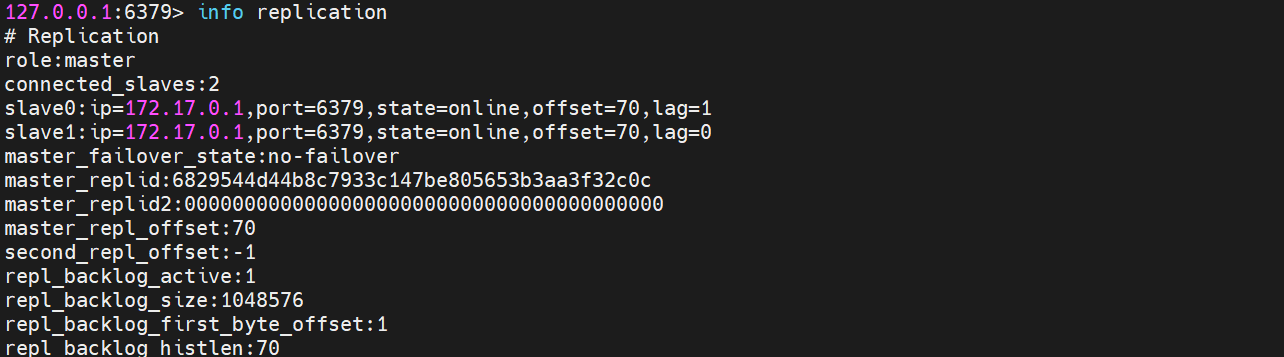 127.0.0.1:6379> info replication
# Replication
role:master
connected_slaves:2
slave0:ip=172.17.0.1,port=6379,state=online,offset=70,lag=1
slave1:ip=172.17.0.1,port=6379,state=online,offset=70,lag=0
master_failover_state:no-failover
master_replid:6829544d44b8c7933c147be805653b3aa3f32c0c
master_replid2:0000000000000000000000000000000000000000
master_repl_offset:70
second_repl_offset:-1
repl_backlog_active:1
repl_backlog_size:1048576
repl_backlog_first_byte_offset:1
repl_backlog_histlen:70